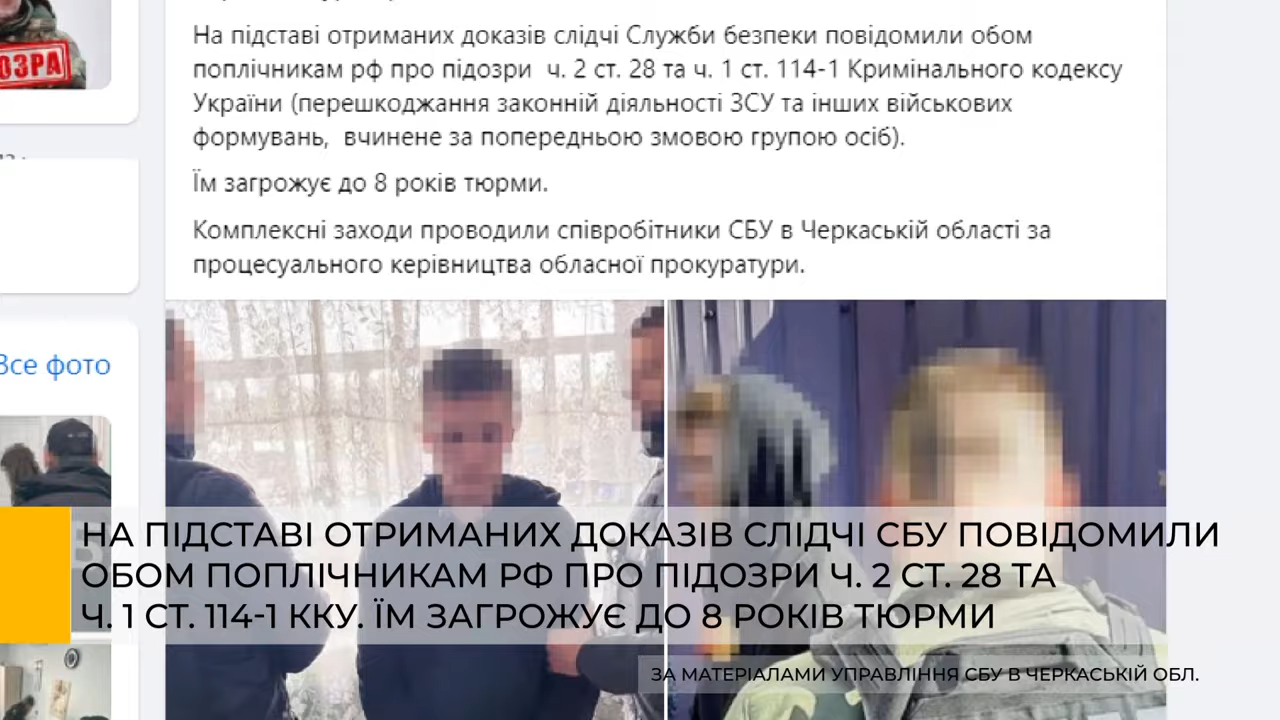 ОЗРА
На підставі отриманих доказів слідчі Служби безпеки повідомили обом
поплічникам рф про підозри ч. 2 ст. 28 та ч. 1 ст. 114-1 Кримінального кодексу
України (перешкоджання законній діяльності ЗСУ та інших військових
формувань, вчинене за попередньою змовою групою осіб).
Їм загрожує до 8 років тюрми.
Комплексні заходи проводили співробітники СБУ в Черкаській області за
процесуального керівництва обласної прокуратури.
Все фото
НА ПІДСТАВІ ОТРИМАНИХ ДОКАЗІВ СЛІДЧІ СБУ ПОВІДОМИЛИ
ОБОМ ПОПЛІЧНИКАМ РФ ПРО ПІДОЗРИ Ч. 2 СТ. 28 ТА
Ч. 1 СТ. 114-1 ККУ. ЇМ ЗАГРОЖУЄ ДО 8 РОКІВ ТЮРМИ
ЗА МАТЕРІАЛАМИ УПРАВЛІННЯ СБУ В ЧЕРКАСЬКІЙ ОБЛ.